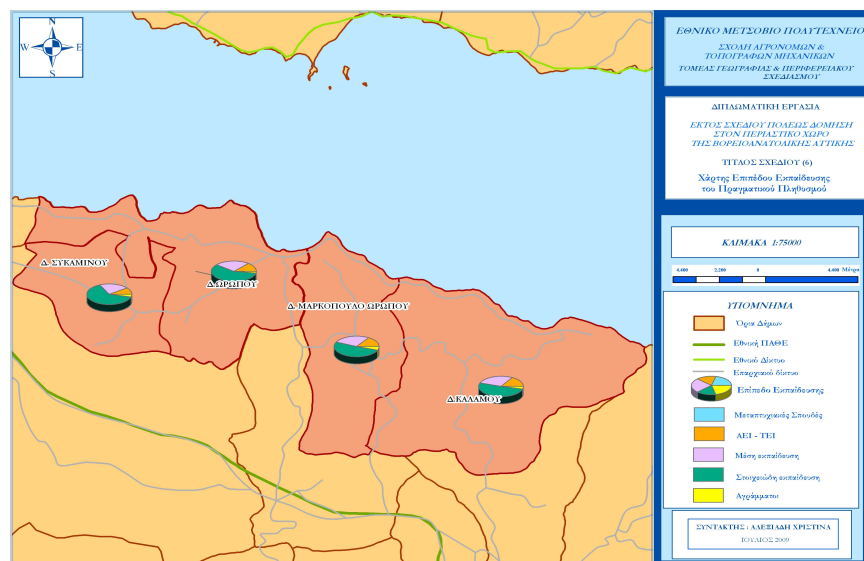 N
W E
S
Δ. ΣΥΚΑΜΙΝΟΥ
Δ.ΩΡΩΠΟΥ
Δ. ΜΑΡΚΟΠΟΥΛΟ ΩΡΩΠΟΥ
Δ.ΚΑΛΑΜΟΥ
ΕΘΝΙΚΟ ΜΕΤΣΟΒΙΟ ΠΟΛΥΤΕΧΝΕΙΟ
ΣΧΟΛΗ ΑΓΡΟΝΟΜΩΝ &
ΤΟΠΟΓΡΑΦΩΝ ΜΗΧΑΝΙΚΩΝ
ΤΟΜΕΑΣ ΓΕΩΓΡΑΦΙΑΣ & ΠΕΡΙΦΕΡΕΙΑΚΟΥ
ΣΧΕΔΙΑΣΜΟΥ
ΔΙΠΛΩΜΑΤΙΚΗ ΕΡΓΑΣΙΑ
ΕΚΤΟΣ ΣΧΕΔΙΟΥ ΠΟΛΕΩΣ ΔΟΜΗΣΗ
ΣΤΟΝ ΠΕΡΙΑΣΤΙΚΟ ΧΩΡΟ
ΤΗΣ ΒΟΡΕΙΟΑΝΑΤΟΛΙΚΗΣ ΑΤΤΙΚΗΣ
ΤΙΤΛΟΣ ΣΧΕΔΙΟΥ (6)
Χάρτης Επιπέδου Εκπαίδευσης
του Πραγματικού Πληθυσμού
ΚΛΙΜΑΚΑ 1:75000
4.400 2.200 0 4.400 Μέτρα
ΥΠΟΜΝΗΜΑ
Όρια Δήμων
Εθνική ΠΑΘΕ
Εθνικό Δίκτυο
Επαρχιακό δίκτυο
Επίπεδο Εκπαίδευσης
Μεταπτυχιακές Σπουδές
ΑΕΙ - ΤΕΙ
Μέση εκπαίδευση
Στοιχειώδη εκπαίδευση
Αγράμματοι
ΣΥΝΤΑΚΤΗΣ : ΑΛΕΞΙΑΔΗ ΧΡΙΣΤΙΝΑ
ΙΟΥΛΙΟΣ 2009